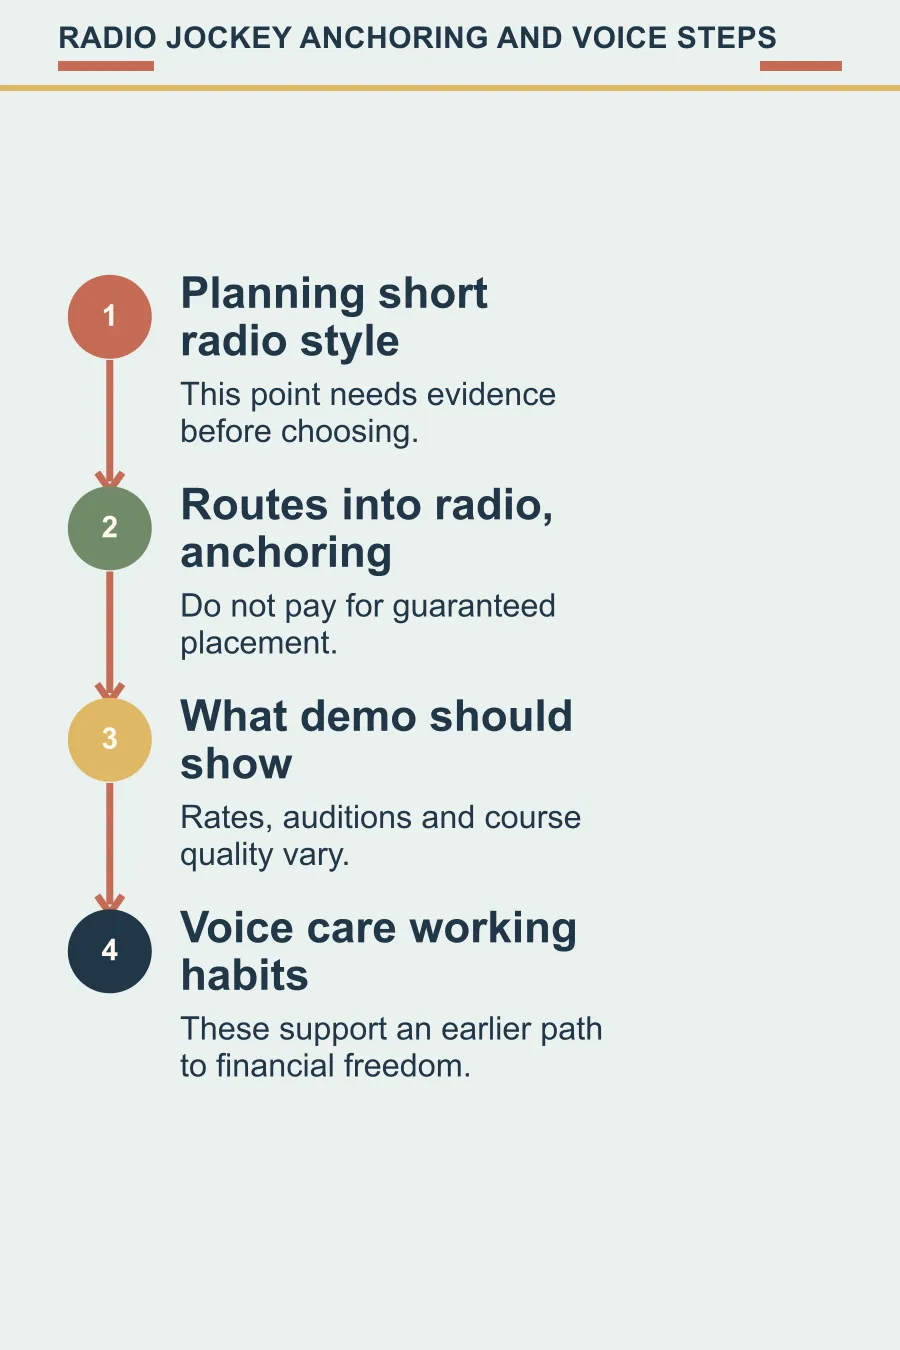 RADIO JOCKEY ANCHORING AND VOICE STEPS
1
Planning short
radio style
This point needs evidence
before choosing.
2
Routes into radio,
anchoring
Do not pay for guaranteed
placement.
3
What demo should
show
Rates, auditions and course
quality vary.
4
Voice care working
habits
These support an earlier path
to financial freedom.